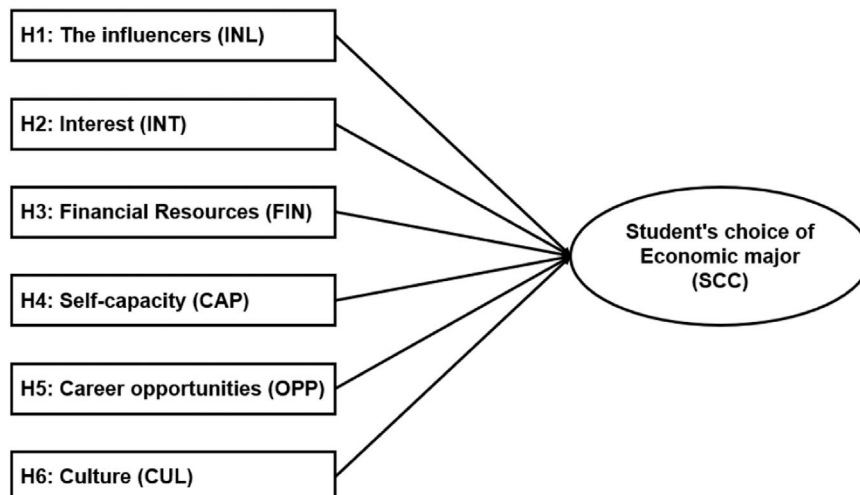 H1: The influencers (INL)
H2: Interest (INT)
H3: Financial Resources (FIN)
H4: Self-capacity (CAP)
H5: Career opportunities (OPP)
H6: Culture (CUL)
Student's choice of
Economic major
(SCC)